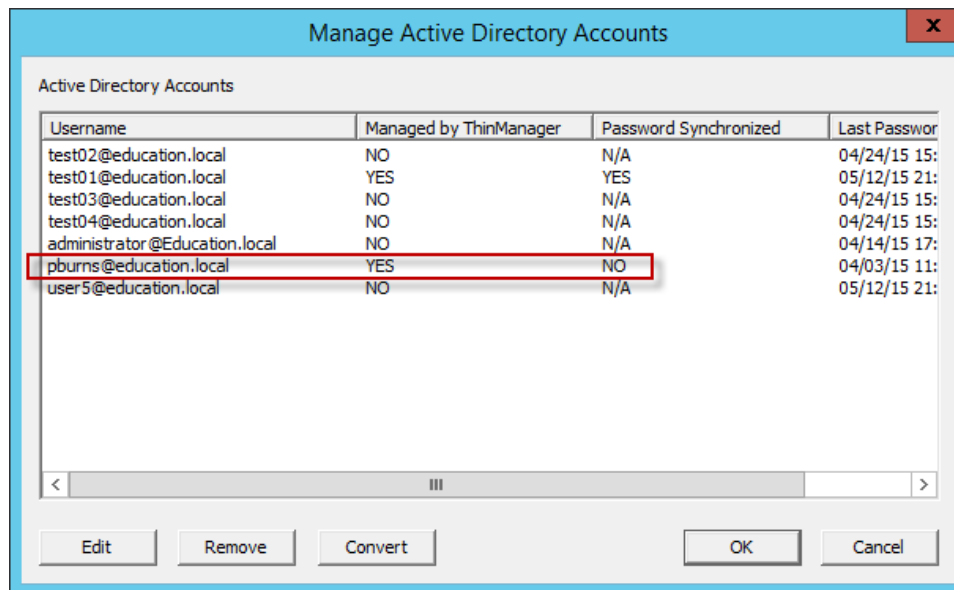 Manage Active Directory Accounts
x
Active Directory Accounts
Username Managed by ThinManager Password Synchronized Last Passwor
test02@education.local NO N/A 04/24/15 15:
test01@education.local YES YES 05/12/15 21:
test03@education.local NO N/A 04/24/15 15:
test04@education.local NO N/A 04/24/15 15:
administrator@Education.local NO N/A 04/14/15 17:
pburns@education.local YES NO 04/03/15 11:
user5@education.local NO N/A 05/12/15 21:
Edit Remove Convert OK Cancel